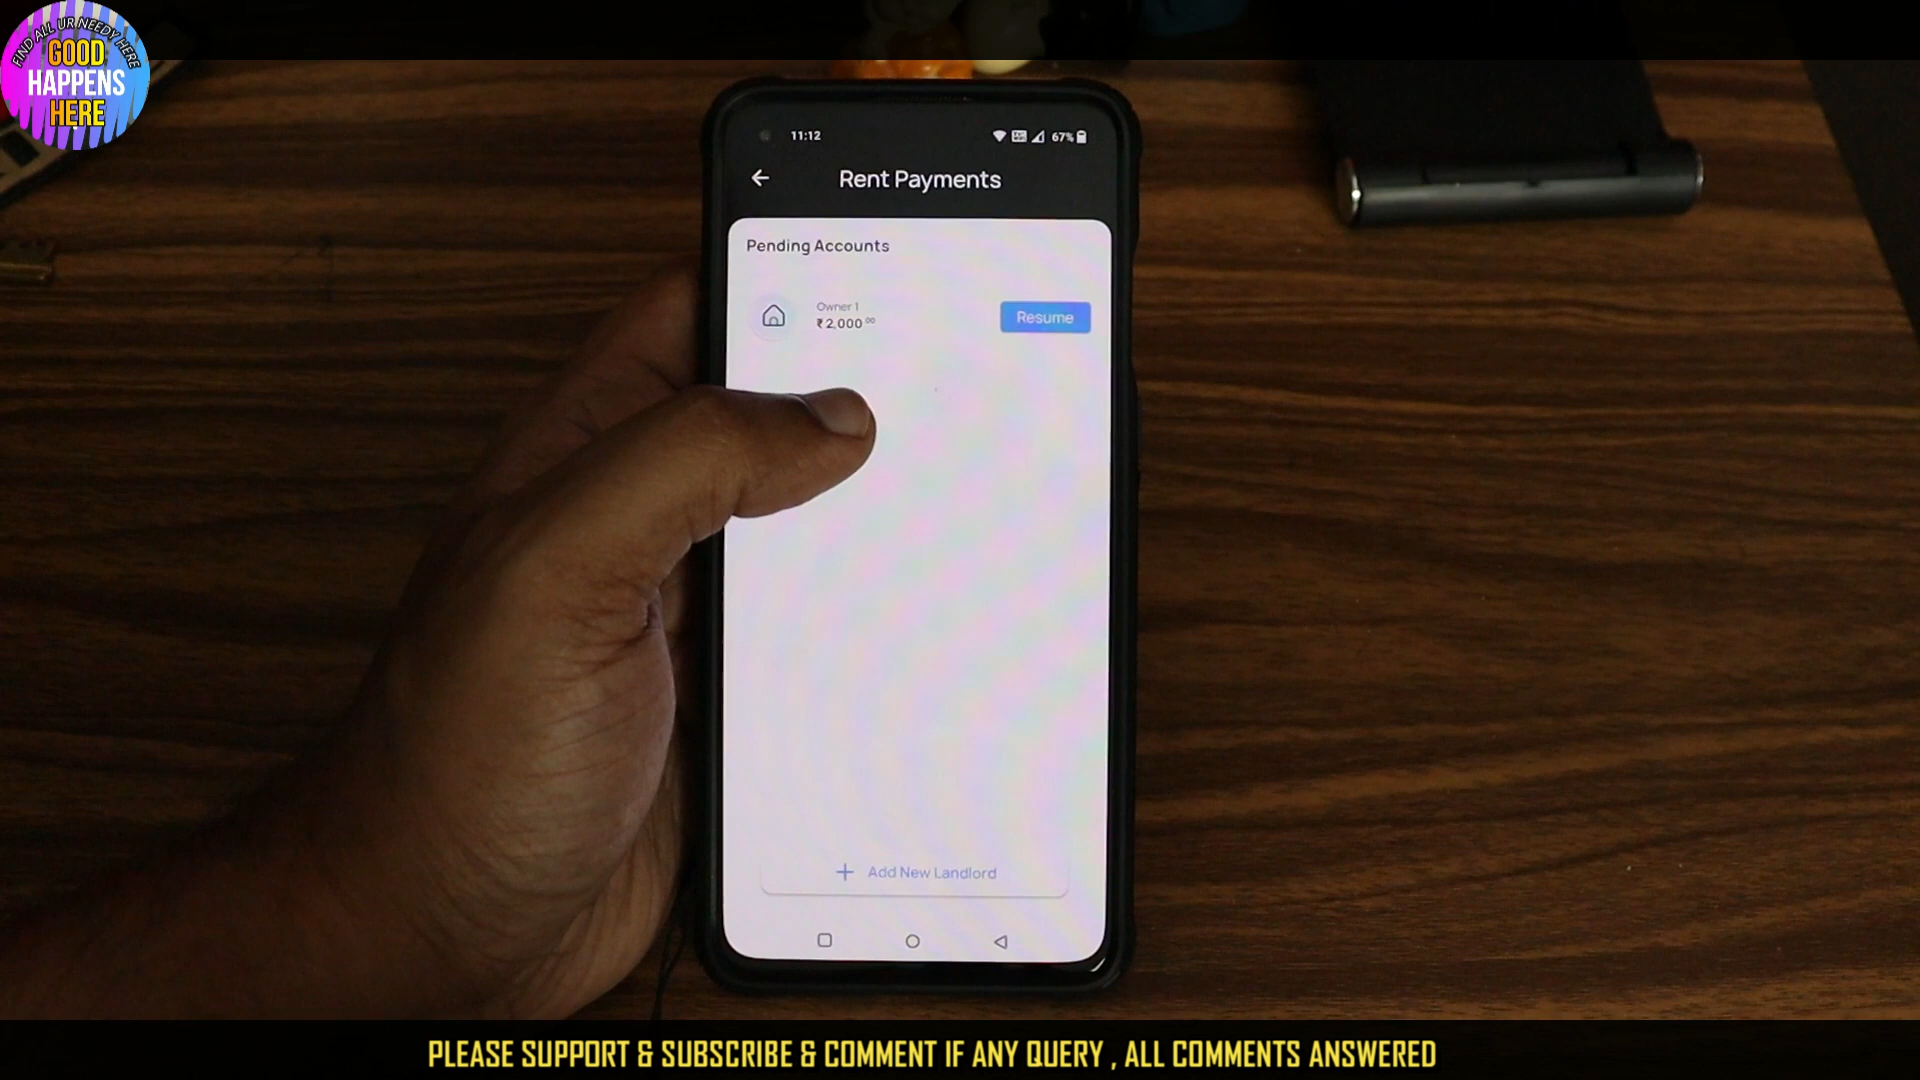 FIND ALL UR NEEDY HERE
GOOD
HAPPENS
HERE
11:12
67%
Rent Payments
Pending Accounts
Owner 1
₹2,000.00
Resume
+ Add New Landlord
PLEASE SUPPORT & SUBSCRIBE & COMMENT IF ANY QUERY , ALL COMMENTS ANSWERED